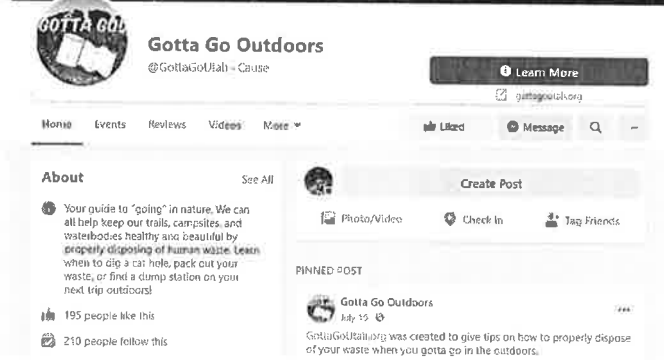 GOTTA GO!
Gotta Go Outdoors
@GottaGoUtah - Cause
Learn More
gottagoutah.org
Home Events Reviews Videos More
Liked Message
About See All
Your guide to "going" in nature. We can
all help keep our trails, campsites, and
waterbodies healthy and beautiful by
properly disposing of human waste. Learn
when to dig a cat hole, pack out your
waste, or find a dump station on your
next trip outdoors!
195 people like this
210 people follow this
Create Post
Photo/Video Check In Tag Friends
PINNED POST
Gotta Go Outdoors
July 15
GottaGoUtah.org was created to give tips on how to properly dispose
of your waste when you gotta go in the outdoors.